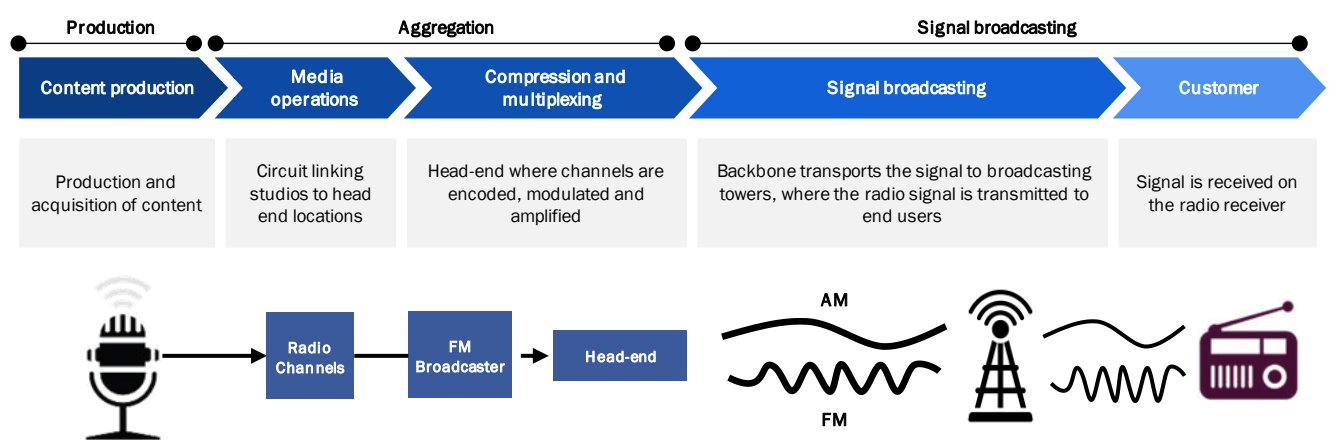 Production
Aggregation
Signal broadcasting
Content production
Media
operations
Compression and
multiplexing
Signal broadcasting
Customer
Production and
acquisition of content
Circuit linking
studios to head
end locations
Head-end where channels are
encoded, modulated and
amplified
Backbone transports the signal to broadcasting
towers, where the radio signal is transmitted to
end users
Signal is received on
the radio receiver
Radio
Channels
FM
Broadcaster
Head-end
AM
FM